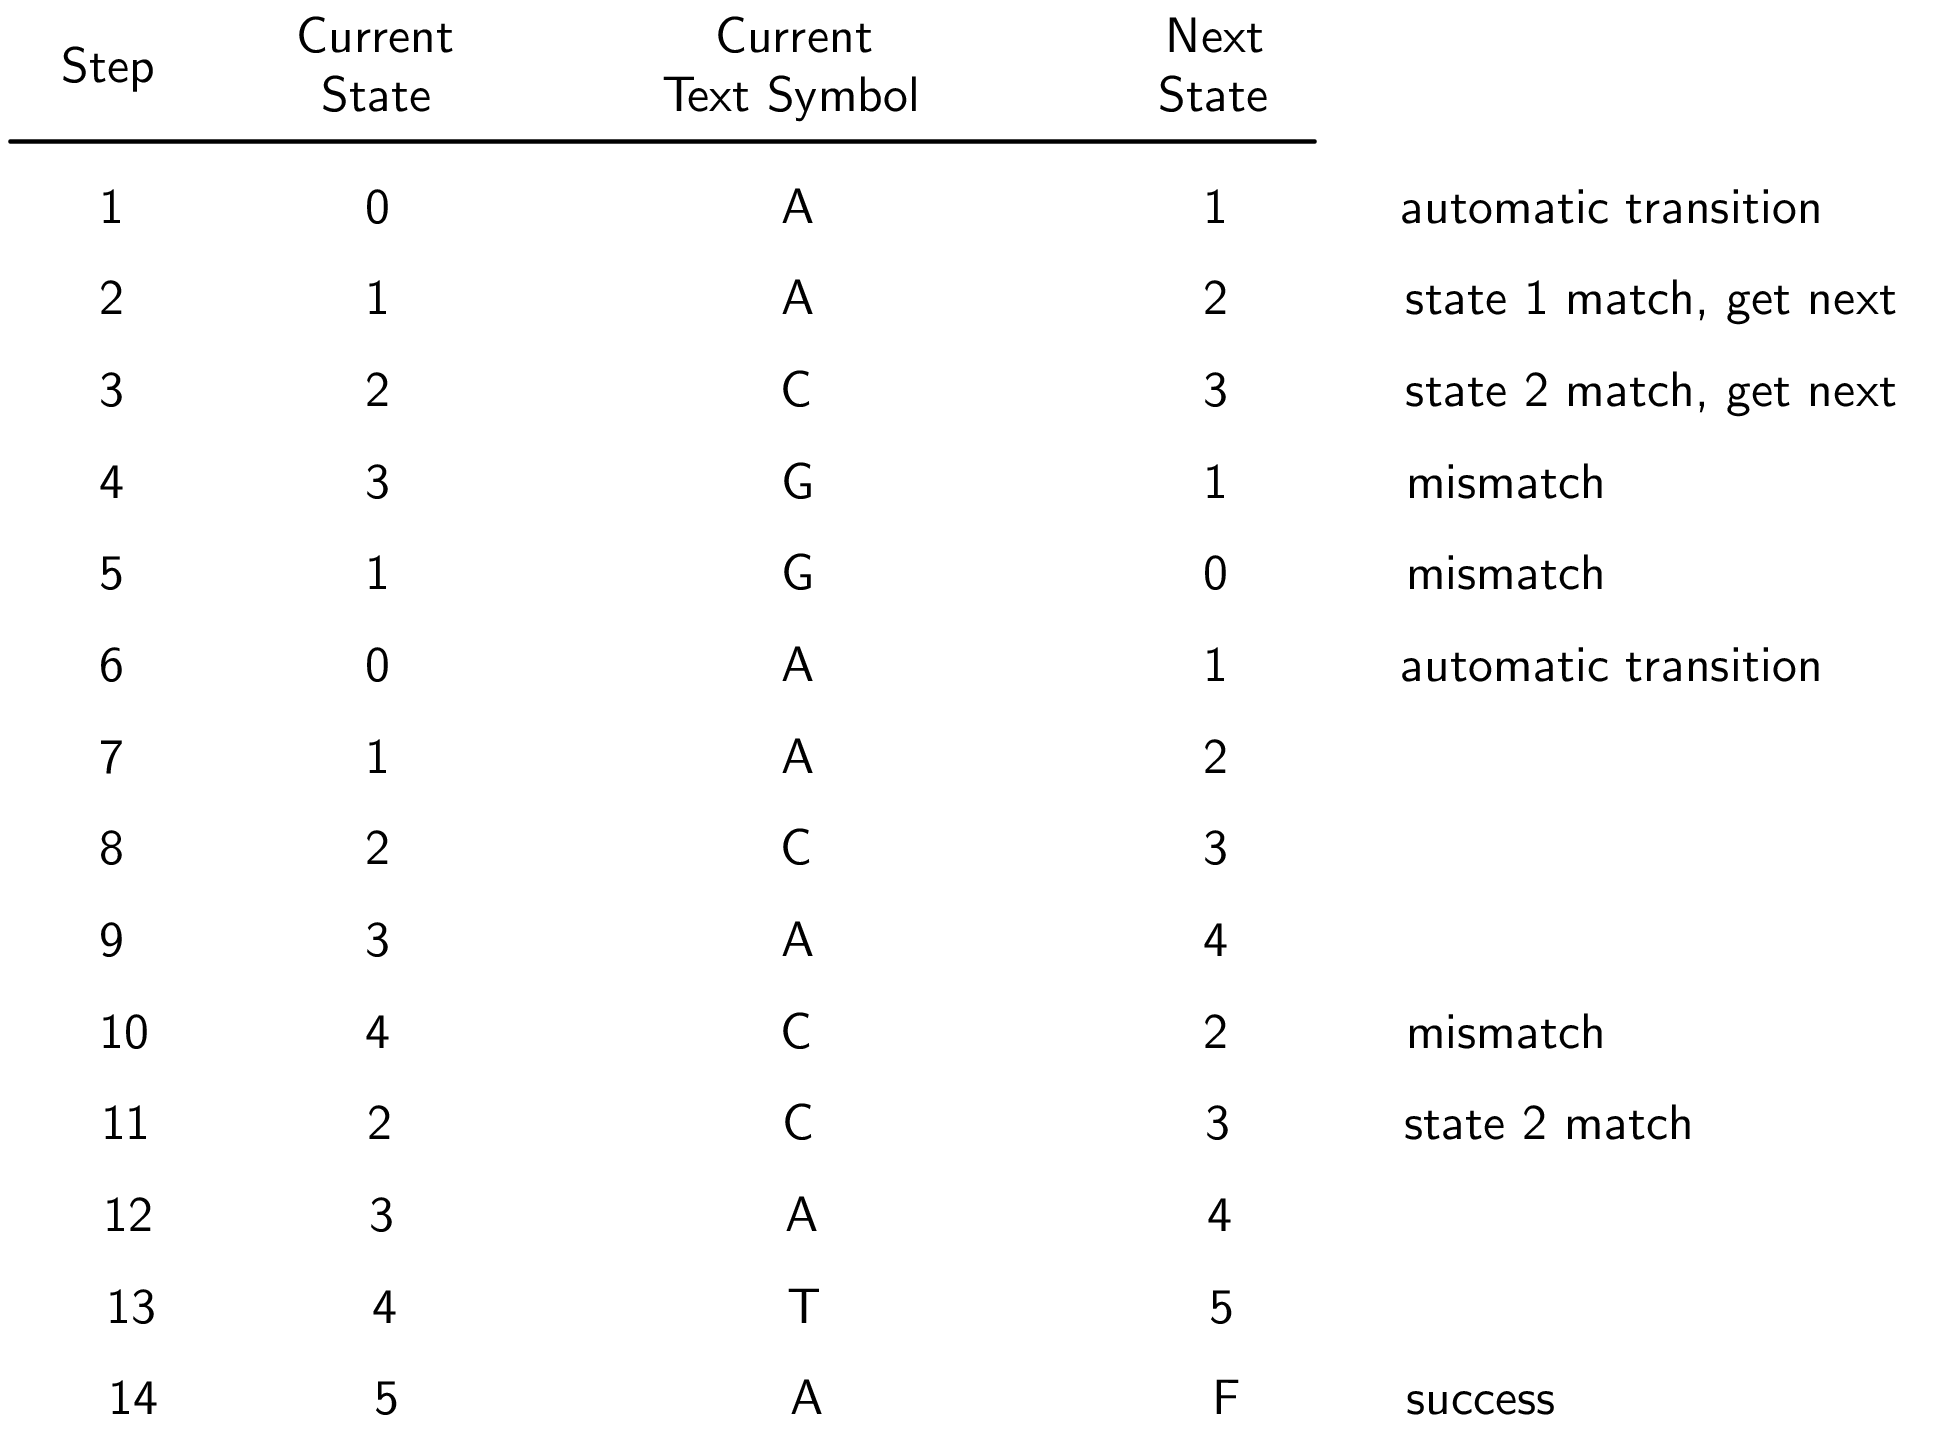 Step Current State Current Text Symbol Next State
1 0 A 1 automatic transition
2 1 A 2 state 1 match, get next
3 2 C 3 state 2 match, get next
4 3 G 1 mismatch
5 1 G 0 mismatch
6 0 A 1 automatic transition
7 1 A 2
8 2 C 3
9 3 A 4
10 4 C 2 mismatch
11 2 C 3 state 2 match
12 3 A 4
13 4 T 5
14 5 A F success